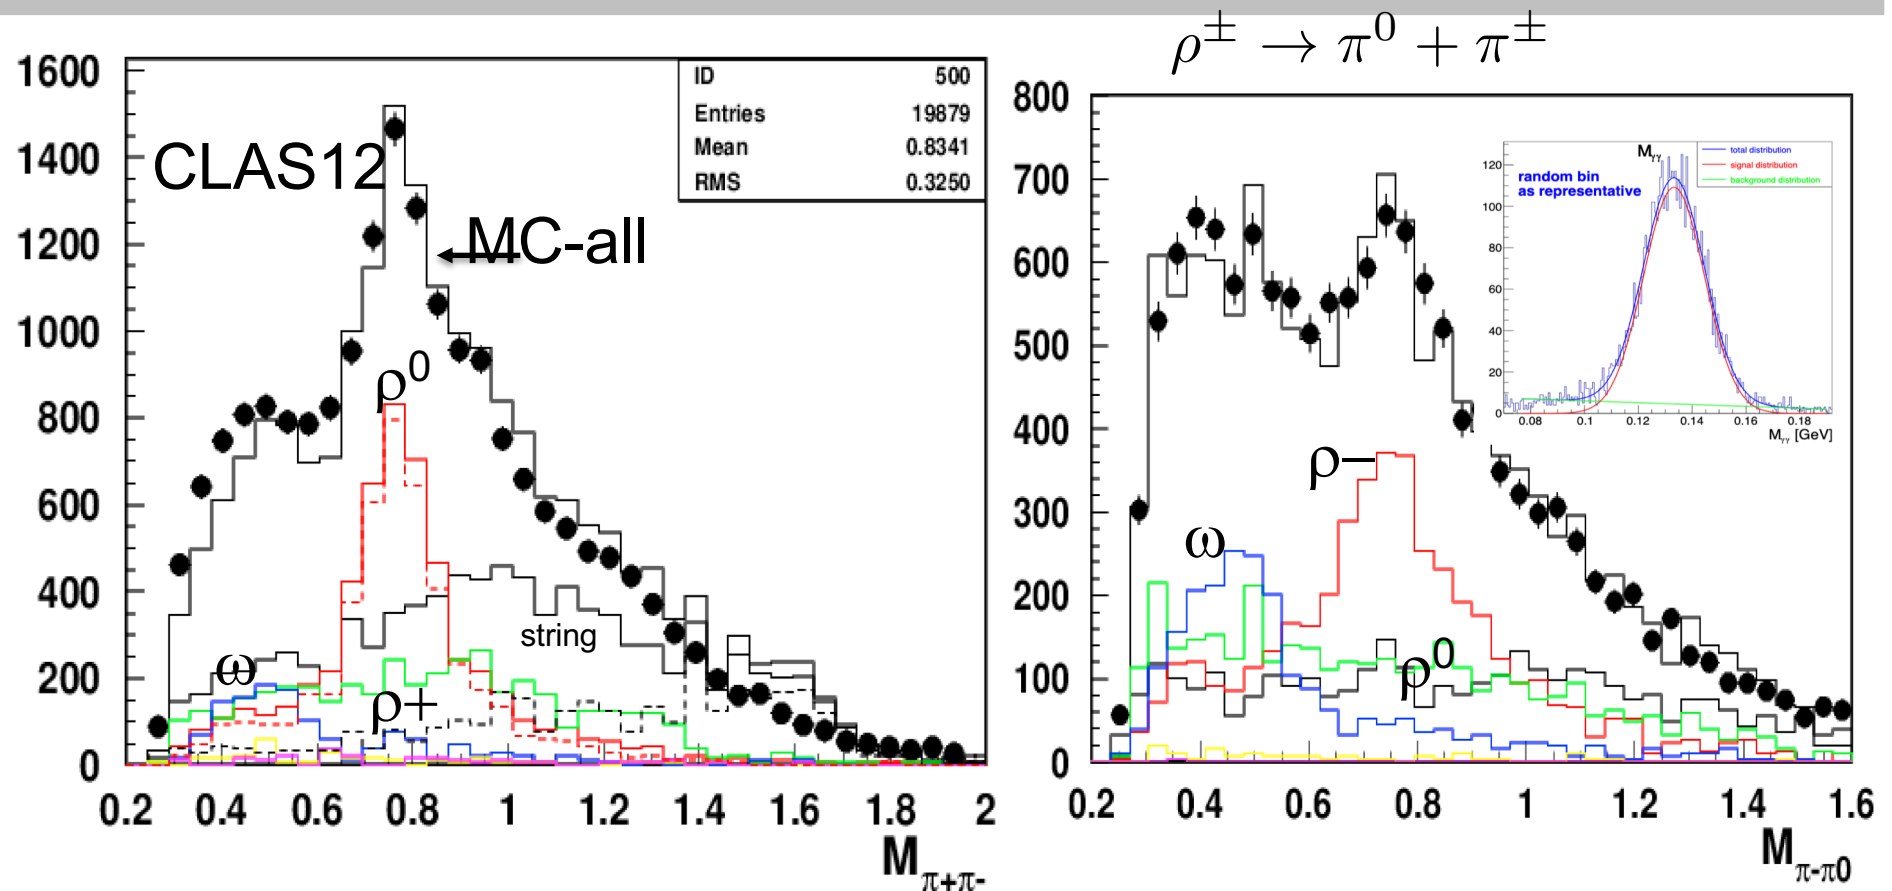 ρ± → π0 + π±
1600
1400
1200
1000
800
600
400
200
0
CLAS12
ID 500
Entries 19879
Mean 0.8341
RMS 0.3250
MC-all
ρ0
string
ω
ρ+
0.2 0.4 0.6 0.8 1 1.2 1.4 1.6 1.8 2
Mπ+π-
800
700
600
500
400
300
200
100
0
Mγγ
total distribution
signal distribution
background distribution
random bin
as representative
120
100
80
60
40
20
0
0.08 0.1 0.12 0.14 0.16 0.18
Mγγ [GeV]
ρ−
ω
ρ0
0.2 0.4 0.6 0.8 1 1.2 1.4 1.6
Mπ-π0